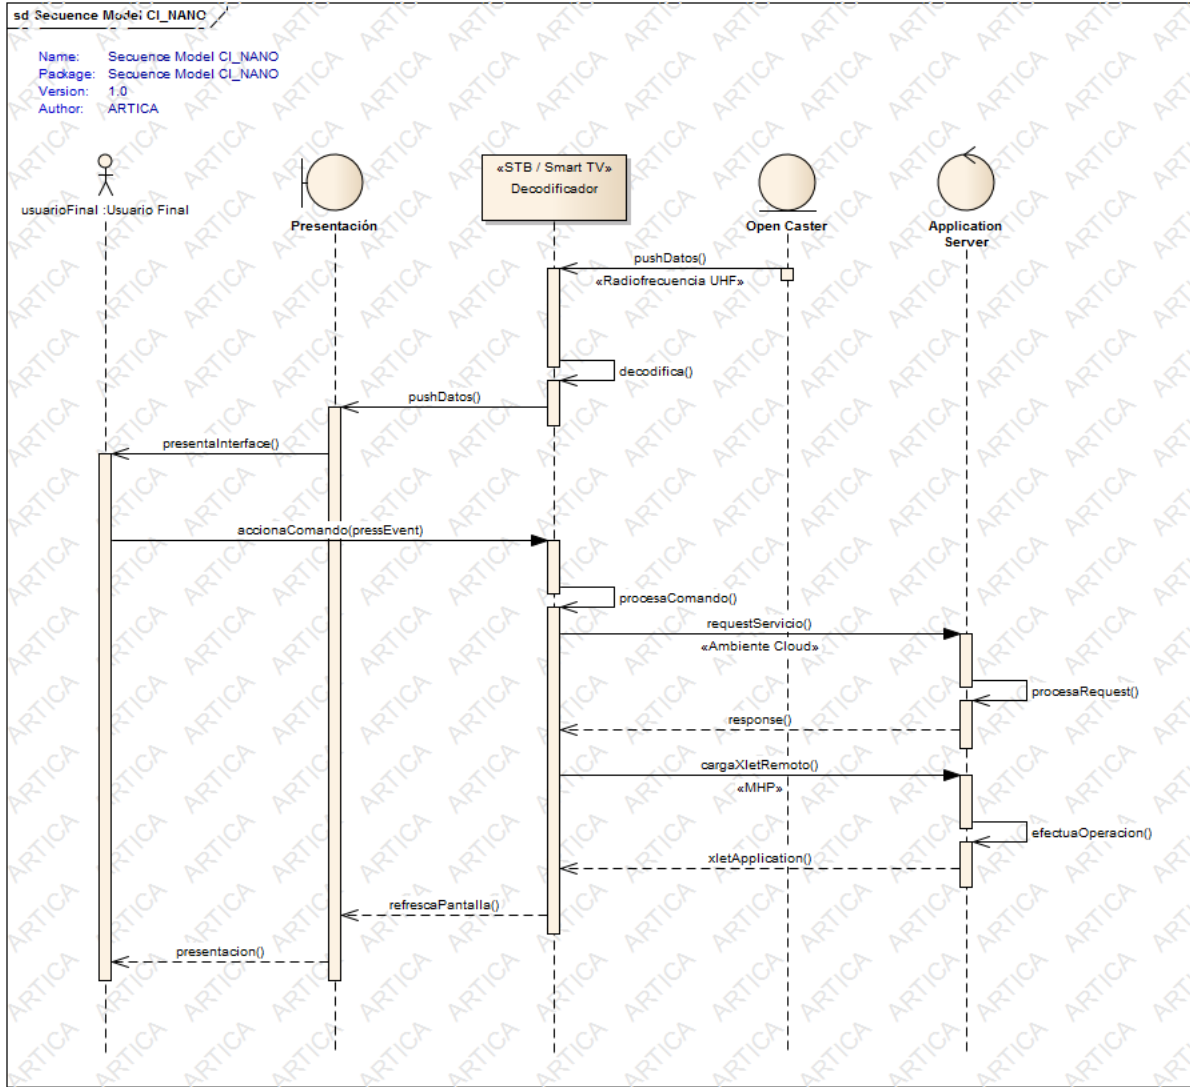 sd Secuence Model CI_NANO
Name: Secuence Model CI_NANO
Package: Secuence Model CI_NANO
Version: 1.0
Author: ARTICA
usuarioFinal :Usuario Final
Presentación
«STB / Smart TV»
Decodificador
Open Caster
Application
Server
pushDatos()
«Radiofrecuencia UHF»
decodifica()
pushDatos()
presentaInterface()
accionaComando(pressEvent)
procesaComando()
requestServicio()
«Ambiente Cloud»
procesaRequest()
response()
cargaXletRemoto()
«MHP»
efectuaOperacion()
xletApplication()
refrescaPantalla()
presentacion()
ARTICA